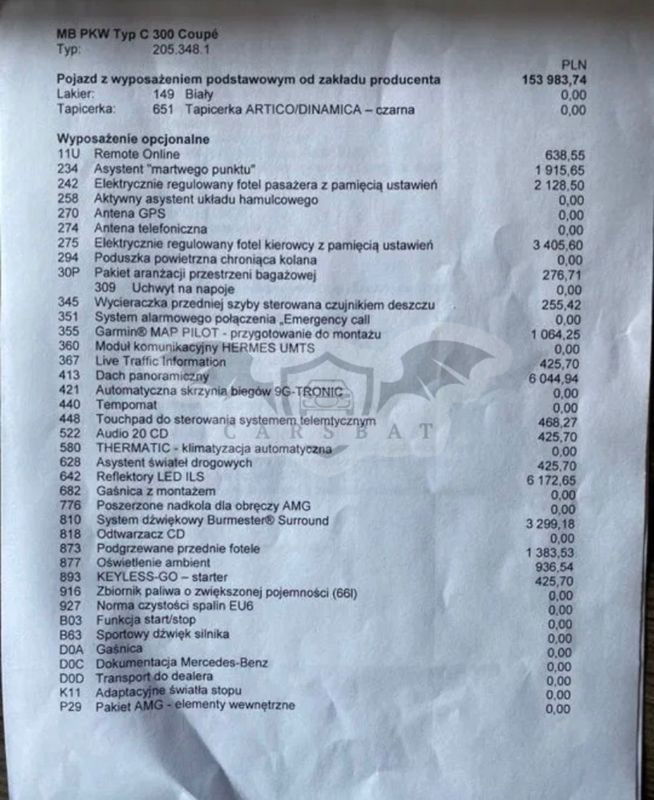 MB PKW Typ C 300 Coupé
Typ: 205.348.1
PLN
Pojazd z wyposażeniem podstawowym od zakładu producenta 153 983,74
Lakier: 149 Biały 0,00
Tapicerka: 651 Tapicerka ARTICO/DINAMICA – czarna 0,00
Wyposażenie opcjonalne
11U Remote Online 638,55
234 Asystent "martwego punktu" 1 915,65
242 Elektrycznie regulowany fotel pasażera z pamięcią ustawień 2 128,50
258 Aktywny asystent układu hamulcowego 0,00
270 Antena GPS 0,00
274 Antena telefoniczna 0,00
275 Elektrycznie regulowany fotel kierowcy z pamięcią ustawień 3 405,60
294 Poduszka powietrzna chroniąca kolana 0,00
30P Pakiet aranżacji przestrzeni bagażowej 276,71
309 Uchwyt na napoje 0,00
345 Wycieraczka przedniej szyby sterowana czujnikiem deszczu 255,42
351 System alarmowego połączenia „Emergency call 0,00
355 Garmin® MAP PILOT - przygotowanie do montażu 1 064,25
360 Moduł komunikacyjny HERMES UMTS 0,00
367 Live Traffic Information 425,70
413 Dach panoramiczny 6 044,94
421 Automatyczna skrzynia biegów 9G-TRONIC 0,00
440 Tempomat 0,00
448 Touchpad do sterowania systemem telemtycznym 468,27
522 Audio 20 CD 425,70
580 THERMATIC - klimatyzacja automatyczna 0,00
628 Asystent świateł drogowych 425,70
642 Reflektory LED ILS 6 172,65
682 Gaśnica z montażem 0,00
776 Poszerzone nadkola dla obręczy AMG 0,00
810 System dźwiękowy Burmester® Surround 3 299,18
818 Odtwarzacz CD 0,00
873 Podgrzewane przednie fotele 1 383,53
877 Oświetlenie ambient 936,54
893 KEYLESS-GO – starter 425,70
916 Zbiornik paliwa o zwiększonej pojemności (66l) 0,00
927 Norma czystości spalin EU6 0,00
B03 Funkcja start/stop 0,00
B63 Sportowy dźwięk silnika 0,00
D0A Gaśnica 0,00
D0C Dokumentacja Mercedes-Benz 0,00
D0D Transport do dealera 0,00
K11 Adaptacyjne światła stopu 0,00
P29 Pakiet AMG - elementy wewnętrzne 0,00
CARSBAT